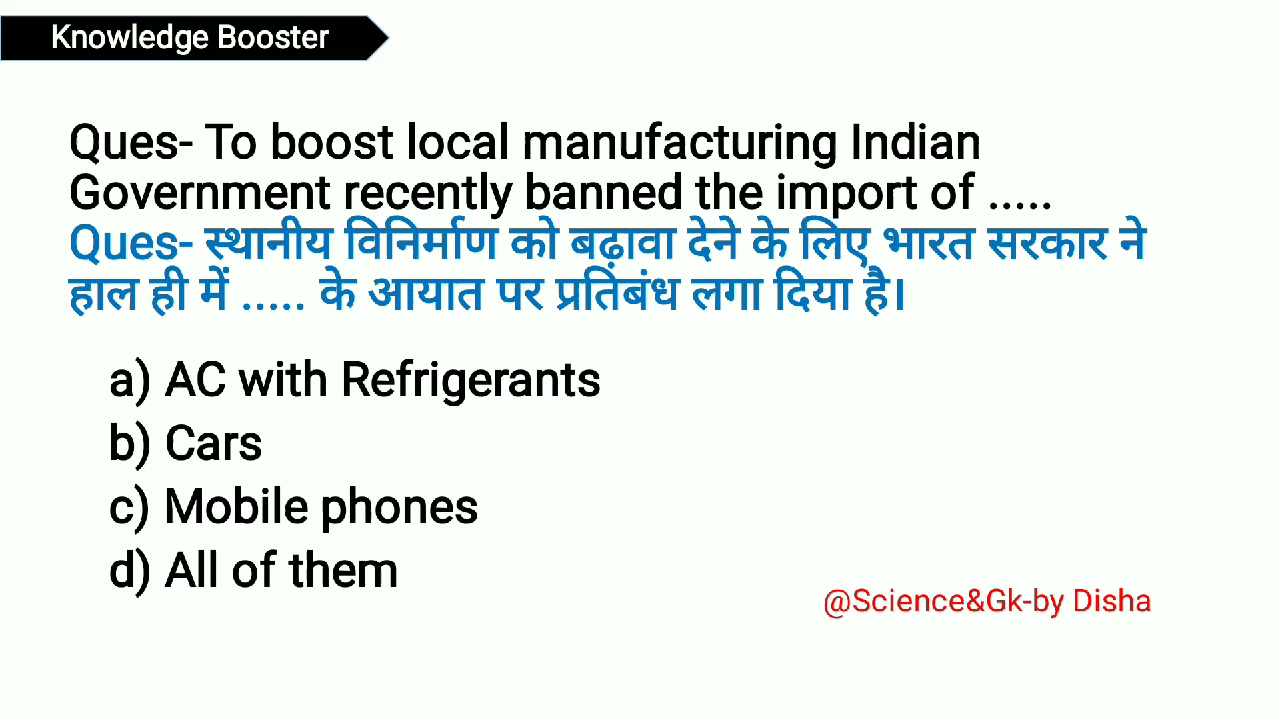 Knowledge Booster
Ques- To boost local manufacturing Indian
Government recently banned the import of .....
Ques- स्थानीय विनिर्माण को बढ़ावा देने के लिए भारत सरकार ने
हाल ही में ..... के आयात पर प्रतिबंध लगा दिया है।
a) AC with Refrigerants
b) Cars
c) Mobile phones
d) All of them
@Science&Gk-by Disha